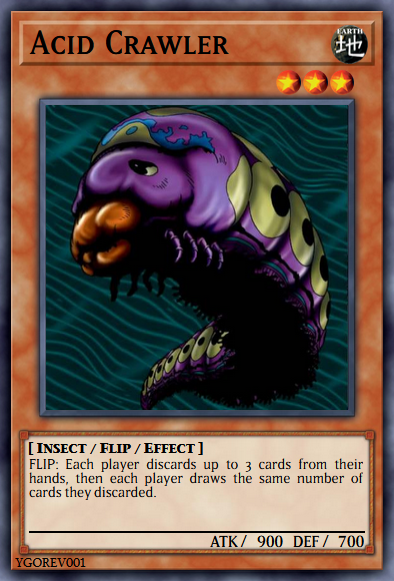 Acid Crawler
EARTH
地
[ Insect / Flip / Effect ]
FLIP: Each player discards up to 3 cards from their
hands, then each player draws the same number of
cards they discarded.
ATK / 900 DEF / 700
YGOREV001